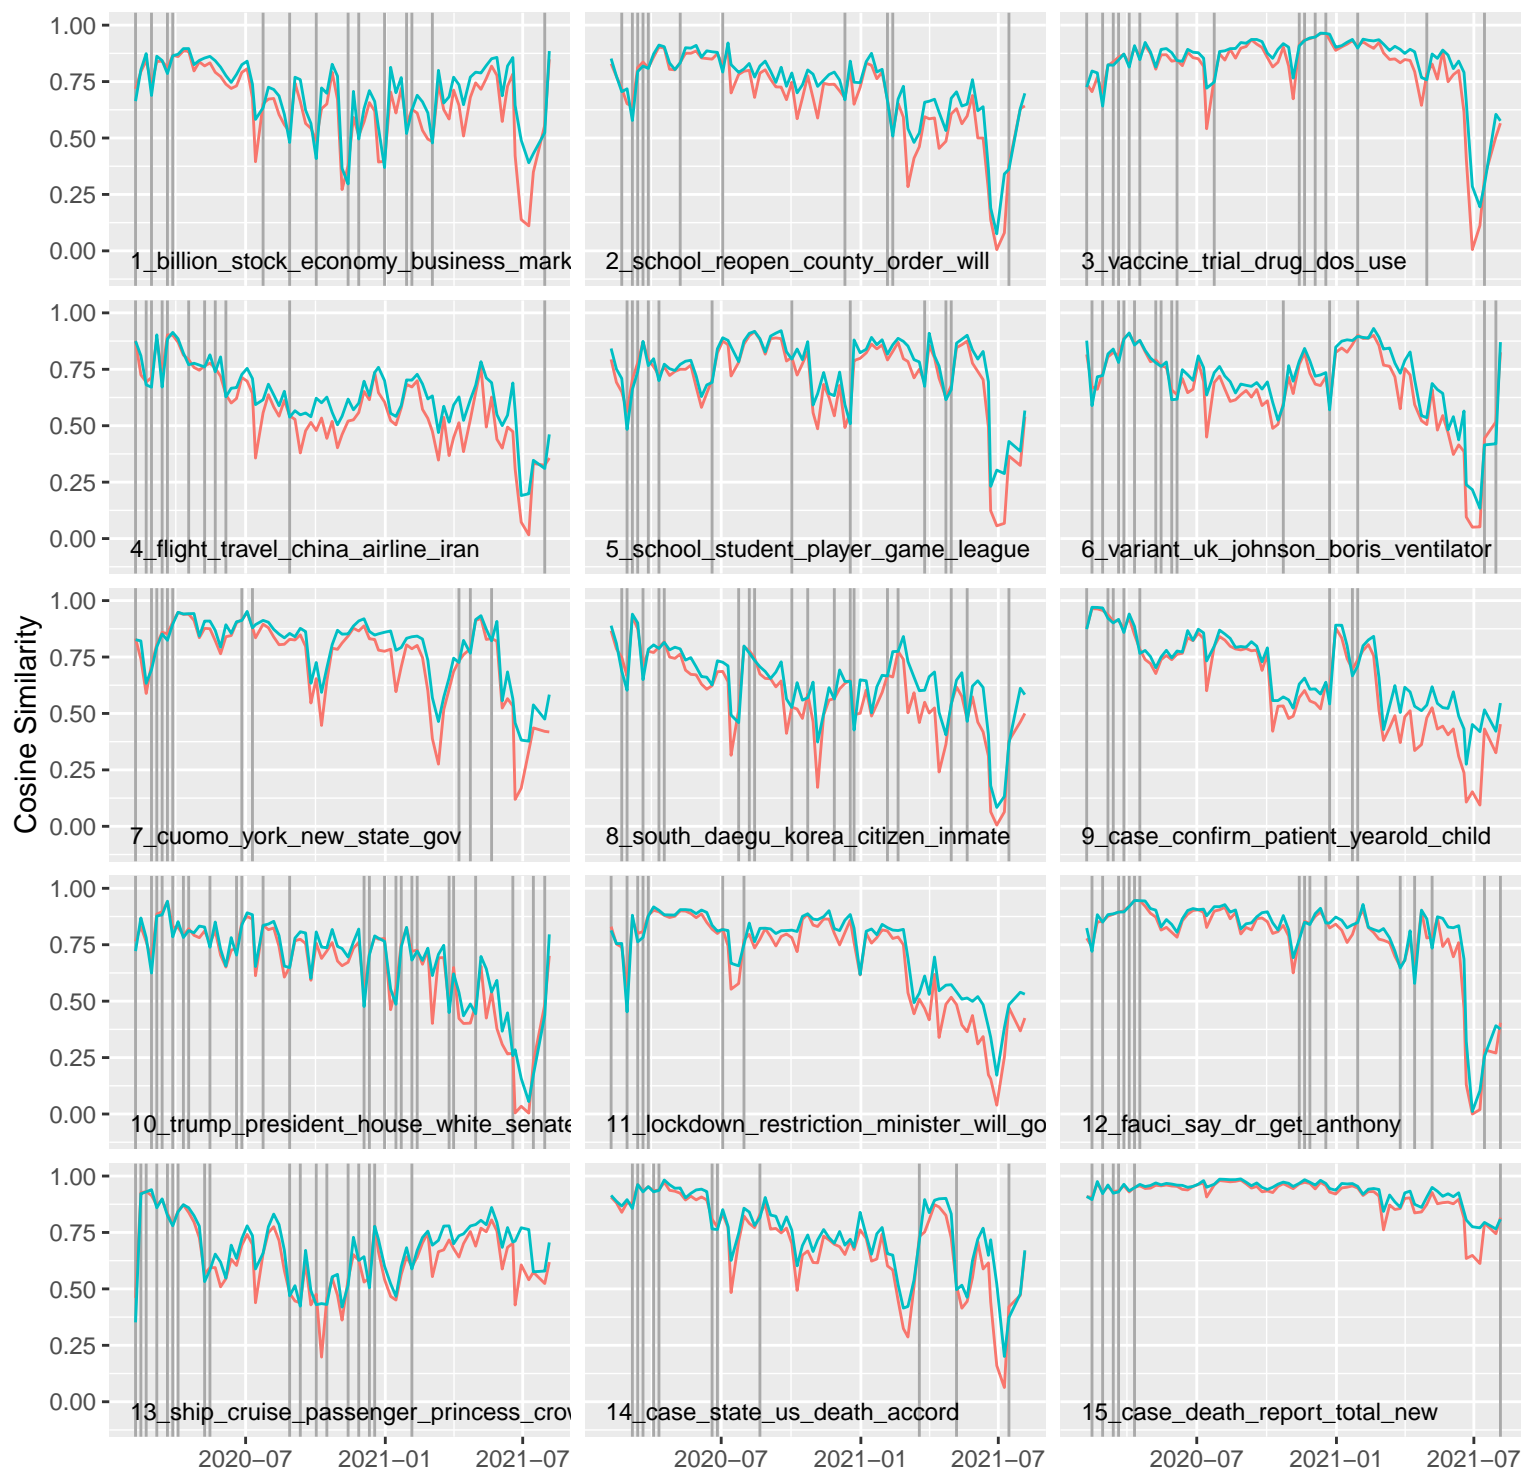 1.00
0.75
0.50
0.25
0.00
1_billion_stock_economy_business_mark
2_school_reopen_county_order_will
3_vaccine_trial_drug_dos_use
1.00
0.75
0.50
0.25
0.00
4_flight_travel_china_airline_iran
5_school_student_player_game_league
6_variant_uk_johnson_boris_ventilator
Cosine Similarity
1.00
0.75
0.50
0.25
0.00
7_cuomo_york_new_state_gov
8_south_daegu_korea_citizen_inmate
9_case_confirm_patient_yearold_child
1.00
0.75
0.50
0.25
0.00
10_trump_president_house_white_senate
11_lockdown_restriction_minister_will_go
12_fauci_say_dr_get_anthony
1.00
0.75
0.50
0.25
0.00
13_ship_cruise_passenger_princess_crow
14_case_state_us_death_accord
15_case_death_report_total_new
2020−07 2021−01 2021−07
2020−07 2021−01 2021−07
2020−07 2021−01 2021−07